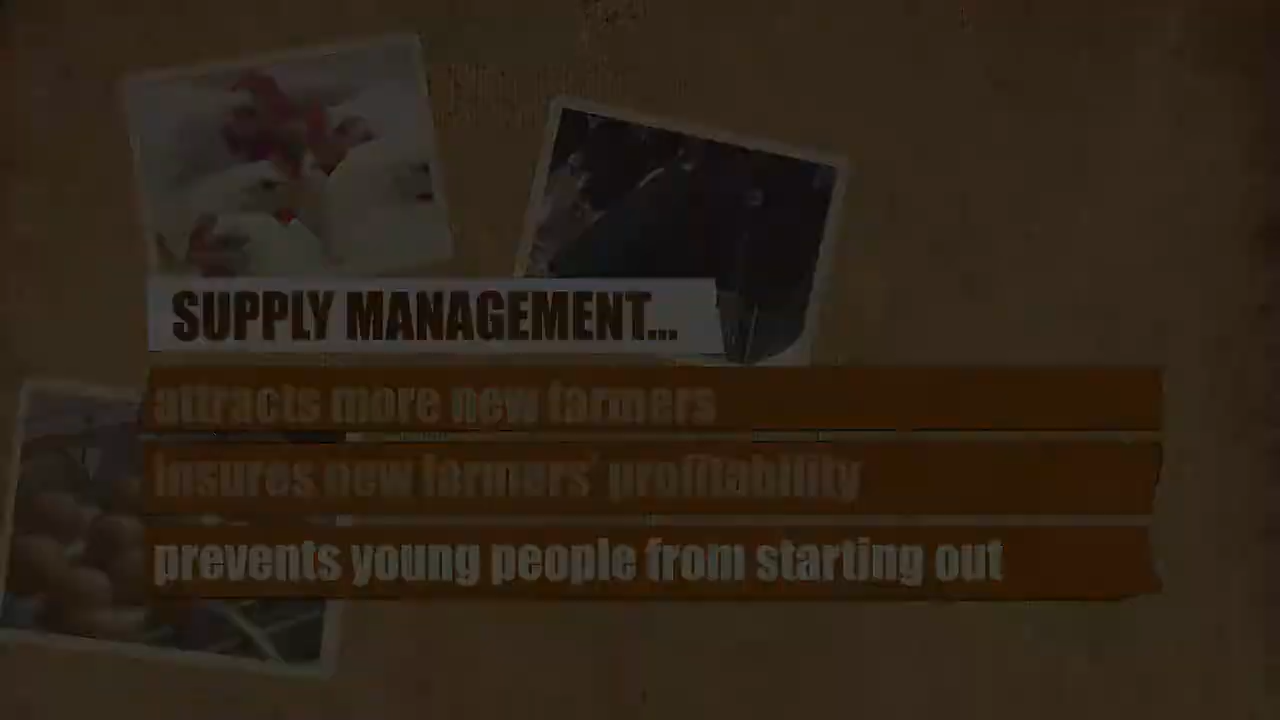 SUPPLY MANAGEMENT...
attracts more new farmers
insures new farmers' profitability
prevents young people from starting out